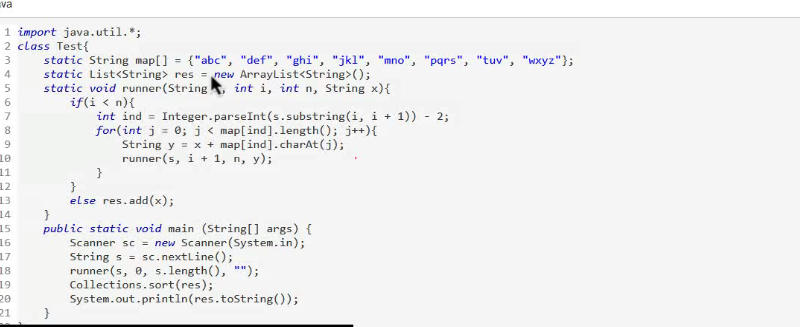 ava
1 import java.util.*;
2 class Test{
3 static String map[] = {"abc", "def", "ghi", "jkl", "mno", "pqrs", "tuv", "wxyz"};
4 static List<String> res = new ArrayList<String>();
5 static void runner(String , int i, int n, String x){
6 if(i < n){
7 int ind = Integer.parseInt(s.substring(i, i + 1)) - 2;
8 for(int j = 0; j < map[ind].length(); j++){
9 String y = x + map[ind].charAt(j);
10 runner(s, i + 1, n, y);
11 }
12 }
13 else res.add(x);
14 }
15 public static void main (String[] args) {
16 Scanner sc = new Scanner(System.in);
17 String s = sc.nextLine();
18 runner(s, 0, s.length(), "");
19 Collections.sort(res);
20 System.out.println(res.toString());
21 }